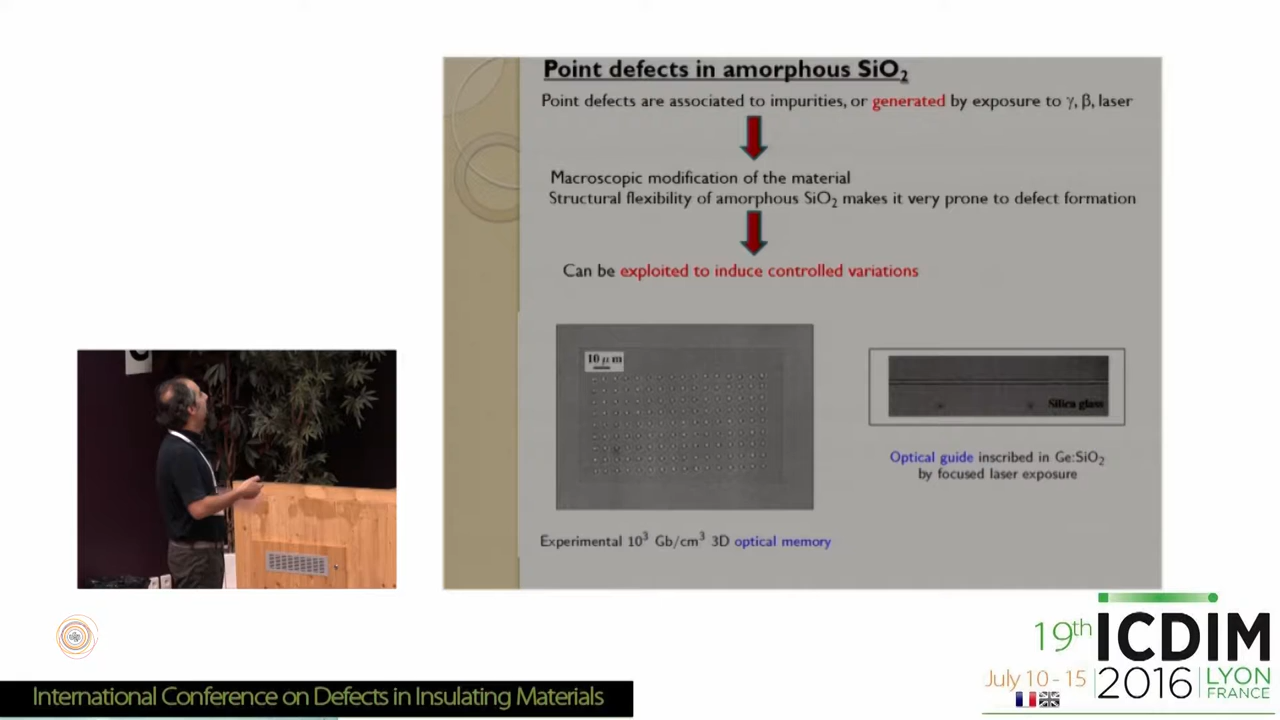 Point defects in amorphous SiO2
Point defects are associated to impurities, or generated by exposure to γ, β, laser
Macroscopic modification of the material
Structural flexibility of amorphous SiO2 makes it very prone to defect formation
Can be exploited to induce controlled variations
10 μm
Silica glass
Optical guide inscribed in Ge:SiO2
by focused laser exposure
Experimental 10³ Gb/cm³ 3D optical memory
19th ICDIM
July 10 - 15 2016 LYON
FRANCE
International Conference on Defects in Insulating Materials